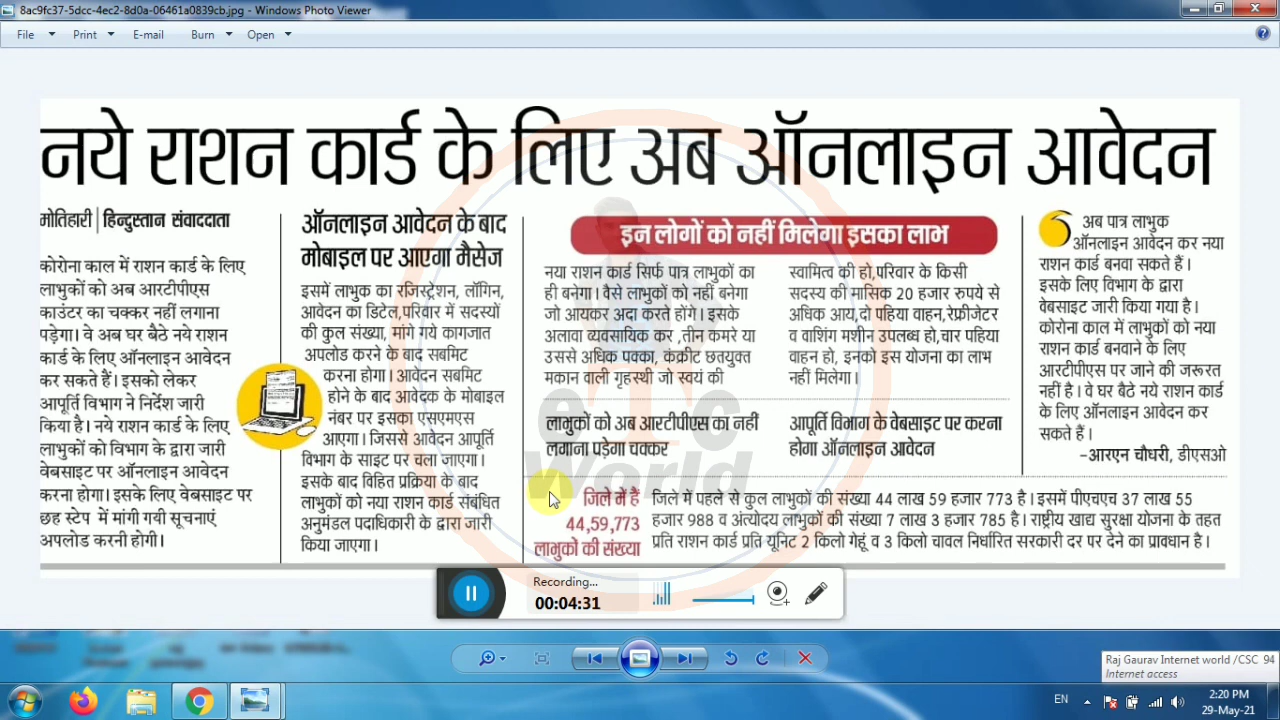 8ac9fc37-5dcc-4ec2-8d0a-06461a0839cb.jpg - Windows Photo Viewer
File Print E-mail Burn Open
नये राशन कार्ड के लिए अब ऑनलाइन आवेदन
मोतिहारी | हिन्दुस्तान संवाददाता
कोरोना काल में राशन कार्ड के लिए
लाभुकों को अब आरटीपीएस
काउंटर का चक्कर नहीं लगाना
पड़ेगा। वे अब घर बैठे नये राशन
कार्ड के लिए ऑनलाइन आवेदन
कर सकते हैं। इसको लेकर
आपूर्ति विभाग ने निर्देश जारी
किया है। नये राशन कार्ड के लिए
लाभुकों को विभाग के द्वारा जारी
वेबसाइट पर ऑनलाइन आवेदन
करना होगा। इसके लिए वेबसाइट पर
छह स्टेप में मांगी गयी सूचनाएं
अपलोड करनी होगी।
ऑनलाइन आवेदन के बाद
मोबाइल पर आएगा मैसेज
इसमें लाभुक का रजिस्ट्रेशन, लॉगिन,
आवेदन का डिटेल,परिवार में सदस्यों
की कुल संख्या, मांगे गये कागजात
अपलोड करने के बाद सबमिट
करना होगा। आवेदन सबमिट
होने के बाद आवेदक के मोबाइल
नंबर पर इसका एसएमएस
आएगा। जिससे आवेदन आपूर्ति
विभाग के साइट पर चला जाएगा।
इसके बाद विहित प्रक्रिया के बाद
लाभुकों को नया राशन कार्ड संबंधित
अनुमंडल पदाधिकारी के द्वारा जारी
किया जाएगा।
इन लोगों को नहीं मिलेगा इसका लाभ
नया राशन कार्ड सिर्फ पात्र लाभुकों का
ही बनेगा। वैसे लाभुकों को नहीं बनेगा
जो आयकर अदा करते होंगे। इसके
अलावा व्यवसायिक कर ,तीन कमरे या
उससे अधिक पक्का, कंक्रीट छतयुक्त
मकान वाली गृहस्थी जो स्वयं की
स्वामित्व की हो,परिवार के किसी
सदस्य की मासिक 20 हजार रुपये से
अधिक आय,दो पहिया वाहन,रेफ्रीजेटर
व वाशिंग मशीन उपलब्ध हो,चार पहिया
वाहन हो, इनको इस योजना का लाभ
नहीं मिलेगा।
लाभुकों को अब आरटीपीएस का नहीं
लगाना पड़ेगा चक्कर
आपूर्ति विभाग के वेबसाइट पर करना
होगा ऑनलाइन आवेदन
अब पात्र लाभुक
ऑनलाइन आवेदन कर नया
राशन कार्ड बनवा सकते हैं।
इसके लिए विभाग के द्वारा
वेबसाइट जारी किया गया है।
कोरोना काल में लाभुकों को नया
राशन कार्ड बनवाने के लिए
आरटीपीएस पर जाने की जरूरत
नहीं है। वे घर बैठे नये राशन कार्ड
के लिए ऑनलाइन आवेदन कर
सकते हैं।
-आरएन चौधरी, डीएसओ
जिले में हैं
44,59,773
लाभुकों की संख्या
जिले में पहले से कुल लाभुकों की संख्या 44 लाख 59 हजार 773 है। इसमें पीएचएच 37 लाख 55
हजार 988 व अंत्योदय लाभुकों की संख्या 7 लाख 3 हजार 785 है। राष्ट्रीय खाद्य सुरक्षा योजना के तहत
प्रति राशन कार्ड प्रति यूनिट 2 किलो गेहूं व 3 किलो चावल निर्धारित सरकारी दर पर देने का प्रावधान है।
eTc
World
Recording...
00:04:31
Raj Gaurav Internet world /CSC 94
Internet access
EN
2:20 PM
29-May-21